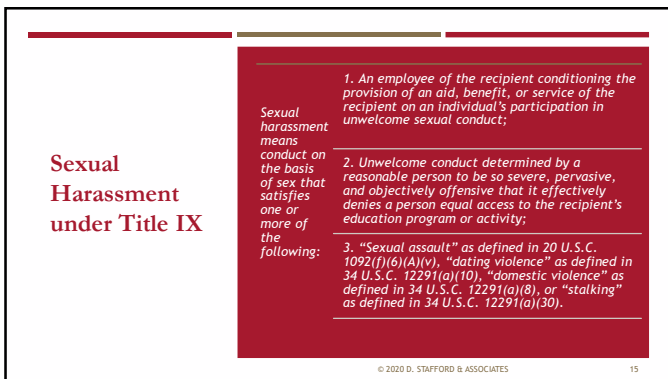 Sexual
Harassment
under Title IX
Sexual
harassment
means
conduct on
the basis
of sex that
satisfies
one or
more of
the
following:
1. An employee of the recipient conditioning the
provision of an aid, benefit, or service of the
recipient on an individual's participation in
unwelcome sexual conduct;
2. Unwelcome conduct determined by a
reasonable person to be so severe, pervasive,
and objectively offensive that it effectively
denies a person equal access to the recipient's
education program or activity;
3. “Sexual assault” as defined in 20 U.S.C.
1092(f)(6)(A)(v), “dating violence” as defined in
34 U.S.C. 12291(a)(10), “domestic violence” as
defined in 34 U.S.C. 12291(a)(8), or “stalking”
as defined in 34 U.S.C. 12291(a)(30).
© 2020 D. STAFFORD & ASSOCIATES
15